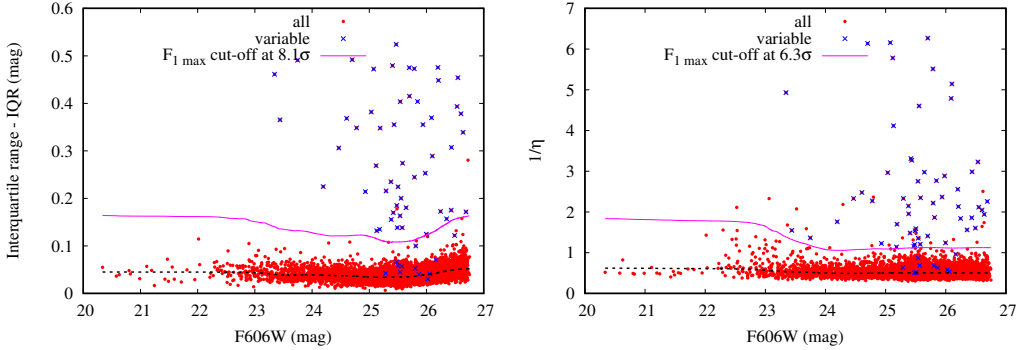 all
variable
F1 max cut-off at 8.1σ
Interquartile range - IQR (mag)
0.6
0.5
0.4
0.3
0.2
0.1
0
20 21 22 23 24 25 26 27
F606W (mag)
all
variable
F1 max cut-off at 6.3σ
1/η
7
6
5
4
3
2
1
0
20 21 22 23 24 25 26 27
F606W (mag)